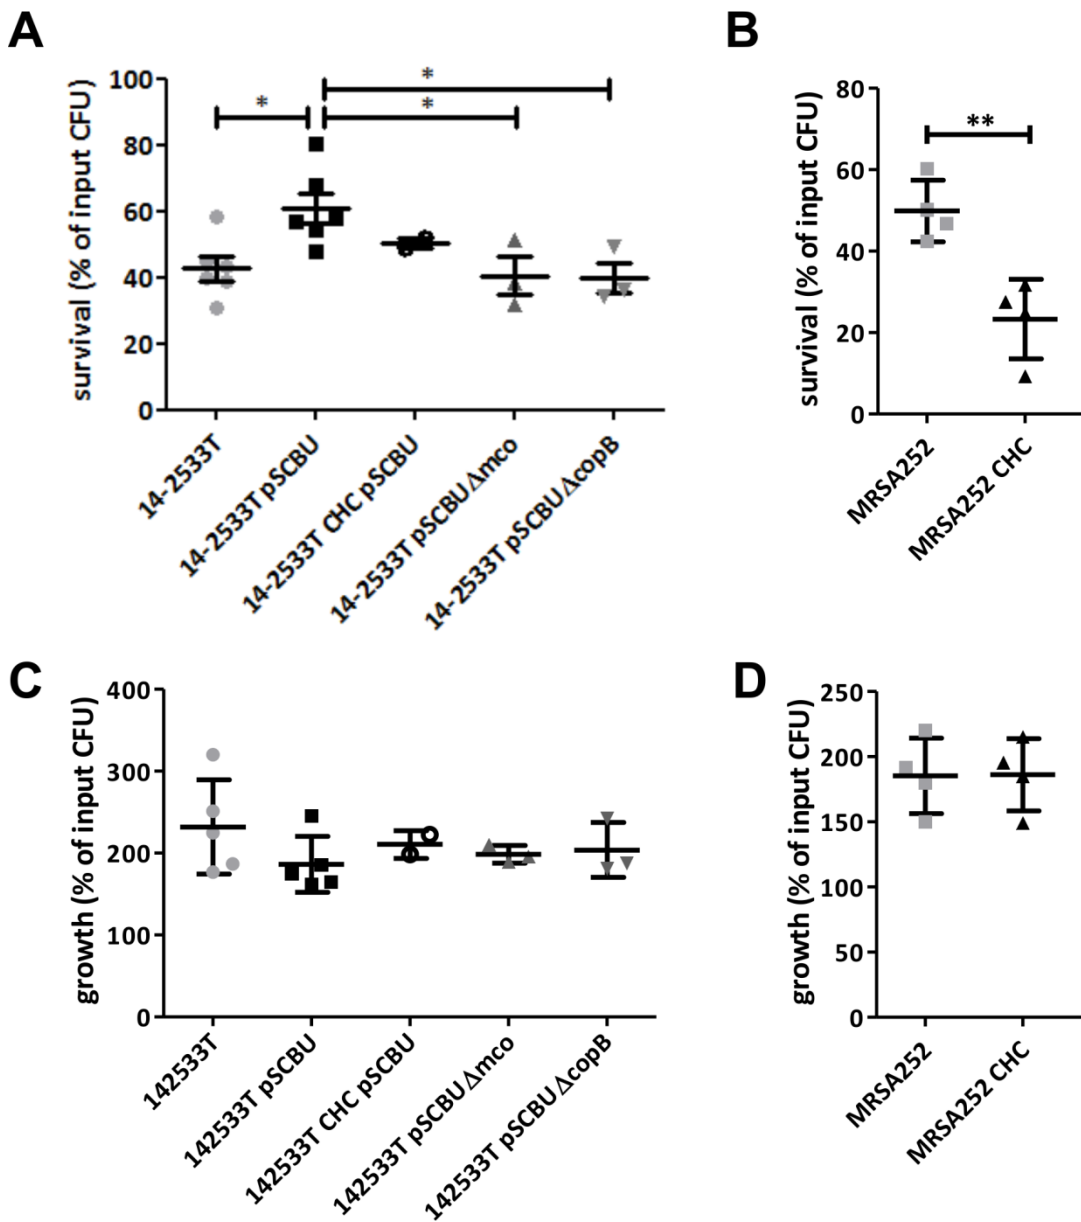 A
survival (% of input CFU)
100
80
60
40
20
0
*
*
*
14-2533T
14-2533T pSCBU
14-2533T CHC pSCBU
14-2533T pSCBUΔmco
14-2533T pSCBUΔcopB
B
survival (% of input CFU)
80
60
40
20
0
**
MRSA252
MRSA252 CHC
C
growth (% of input CFU)
400
300
200
100
0
142533T
142533T pSCBU
142533T CHC pSCBU
142533T pSCBUΔmco
142533T pSCBUΔcopB
D
growth (% of input CFU)
250
200
150
100
50
0
MRSA252
MRSA252 CHC